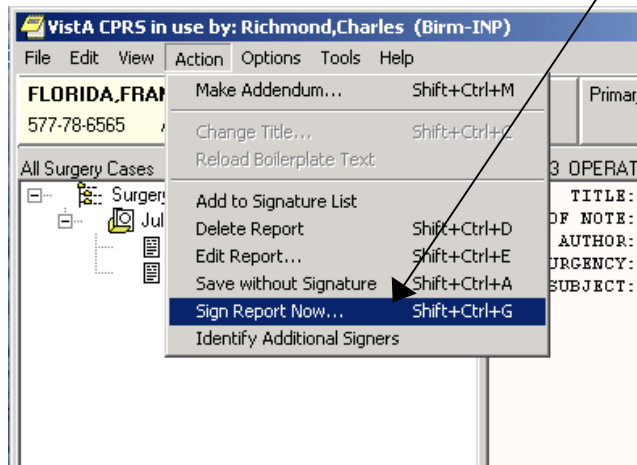 VistA CPRS in use by: Richmond,Charles (Birm-INP)
File Edit View Action Options Tools Help
FLORIDA,FRA
577-78-6565
Primar
All Surgery Cases
Surger
Jul
Make Addendum... Shift+Ctrl+M
Change Title... Shift+Ctrl+C
Reload Boilerplate Text
Add to Signature List
Delete Report Shift+Ctrl+D
Edit Report... Shift+Ctrl+E
Save without Signature Shift+Ctrl+A
Sign Report Now... Shift+Ctrl+G
Identify Additional Signers
3 OPERAT
TITLE:
OF NOTE:
AUTHOR:
URGENCY:
SUBJECT: